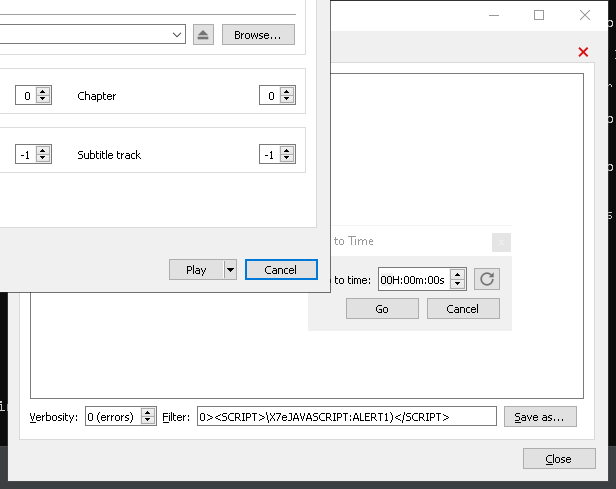 Browse...
0 Chapter 0
-1 Subtitle track -1
to Time
x
Play Cancel
to time: 00H:00m:00s
Go Cancel
Verbosity: 0 (errors) Filter: 0><SCRIPT>\X7eJAVASCRIPT:ALERT1)</SCRIPT> Save as...
Close